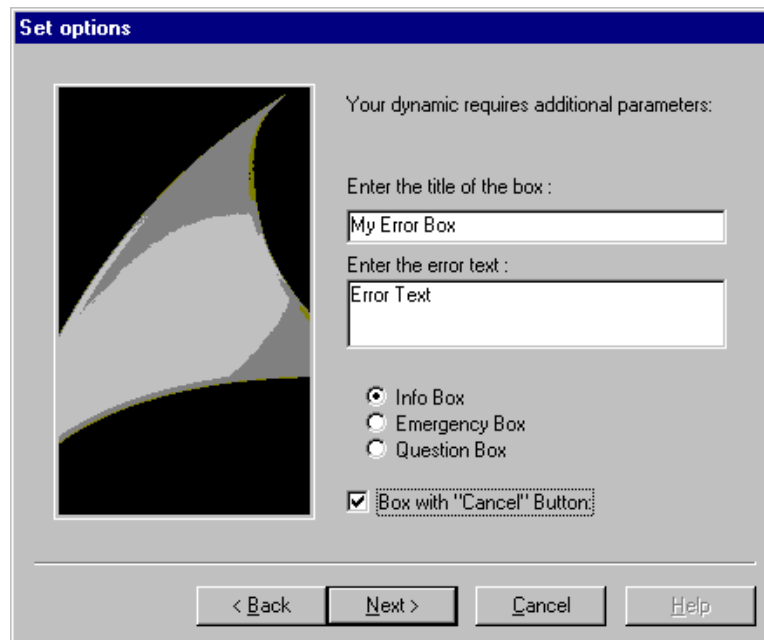 Set options
Your dynamic requires additional parameters:
Enter the title of the box :
My Error Box
Enter the error text :
Error Text
Info Box
Emergency Box
Question Box
Box with "Cancel" Button:
< Back
Next >
Cancel
Help